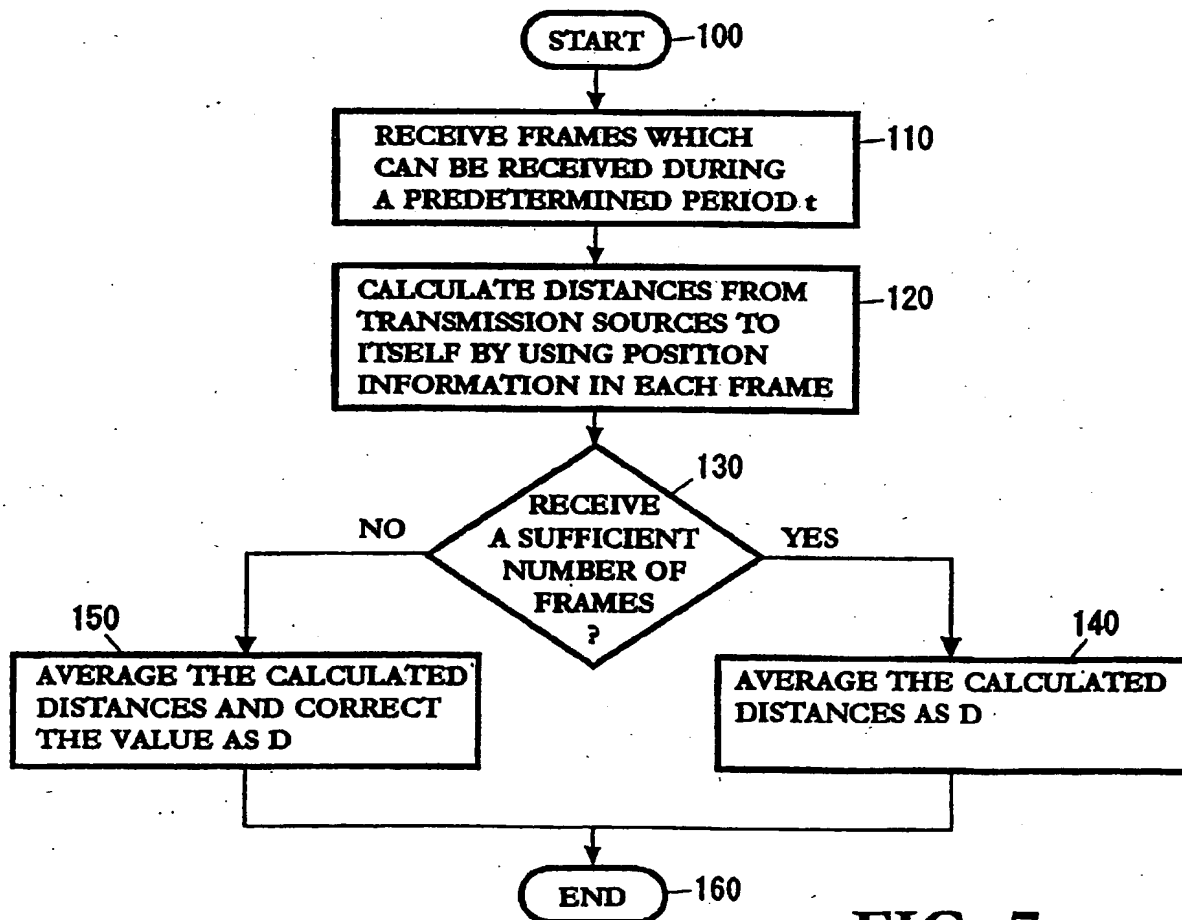 START
100
RECEIVE FRAMES WHICH
CAN BE RECEIVED DURING
A PREDETERMINED PERIOD t
110
CALCULATE DISTANCES FROM
TRANSMISSION SOURCES TO
ITSELF BY USING POSITION
INFORMATION IN EACH FRAME
120
130
RECEIVE
A SUFFICIENT
NUMBER OF
FRAMES
?
NO
YES
150
AVERAGE THE CALCULATED
DISTANCES AND CORRECT
THE VALUE AS D
140
AVERAGE THE CALCULATED
DISTANCES AS D
END
160